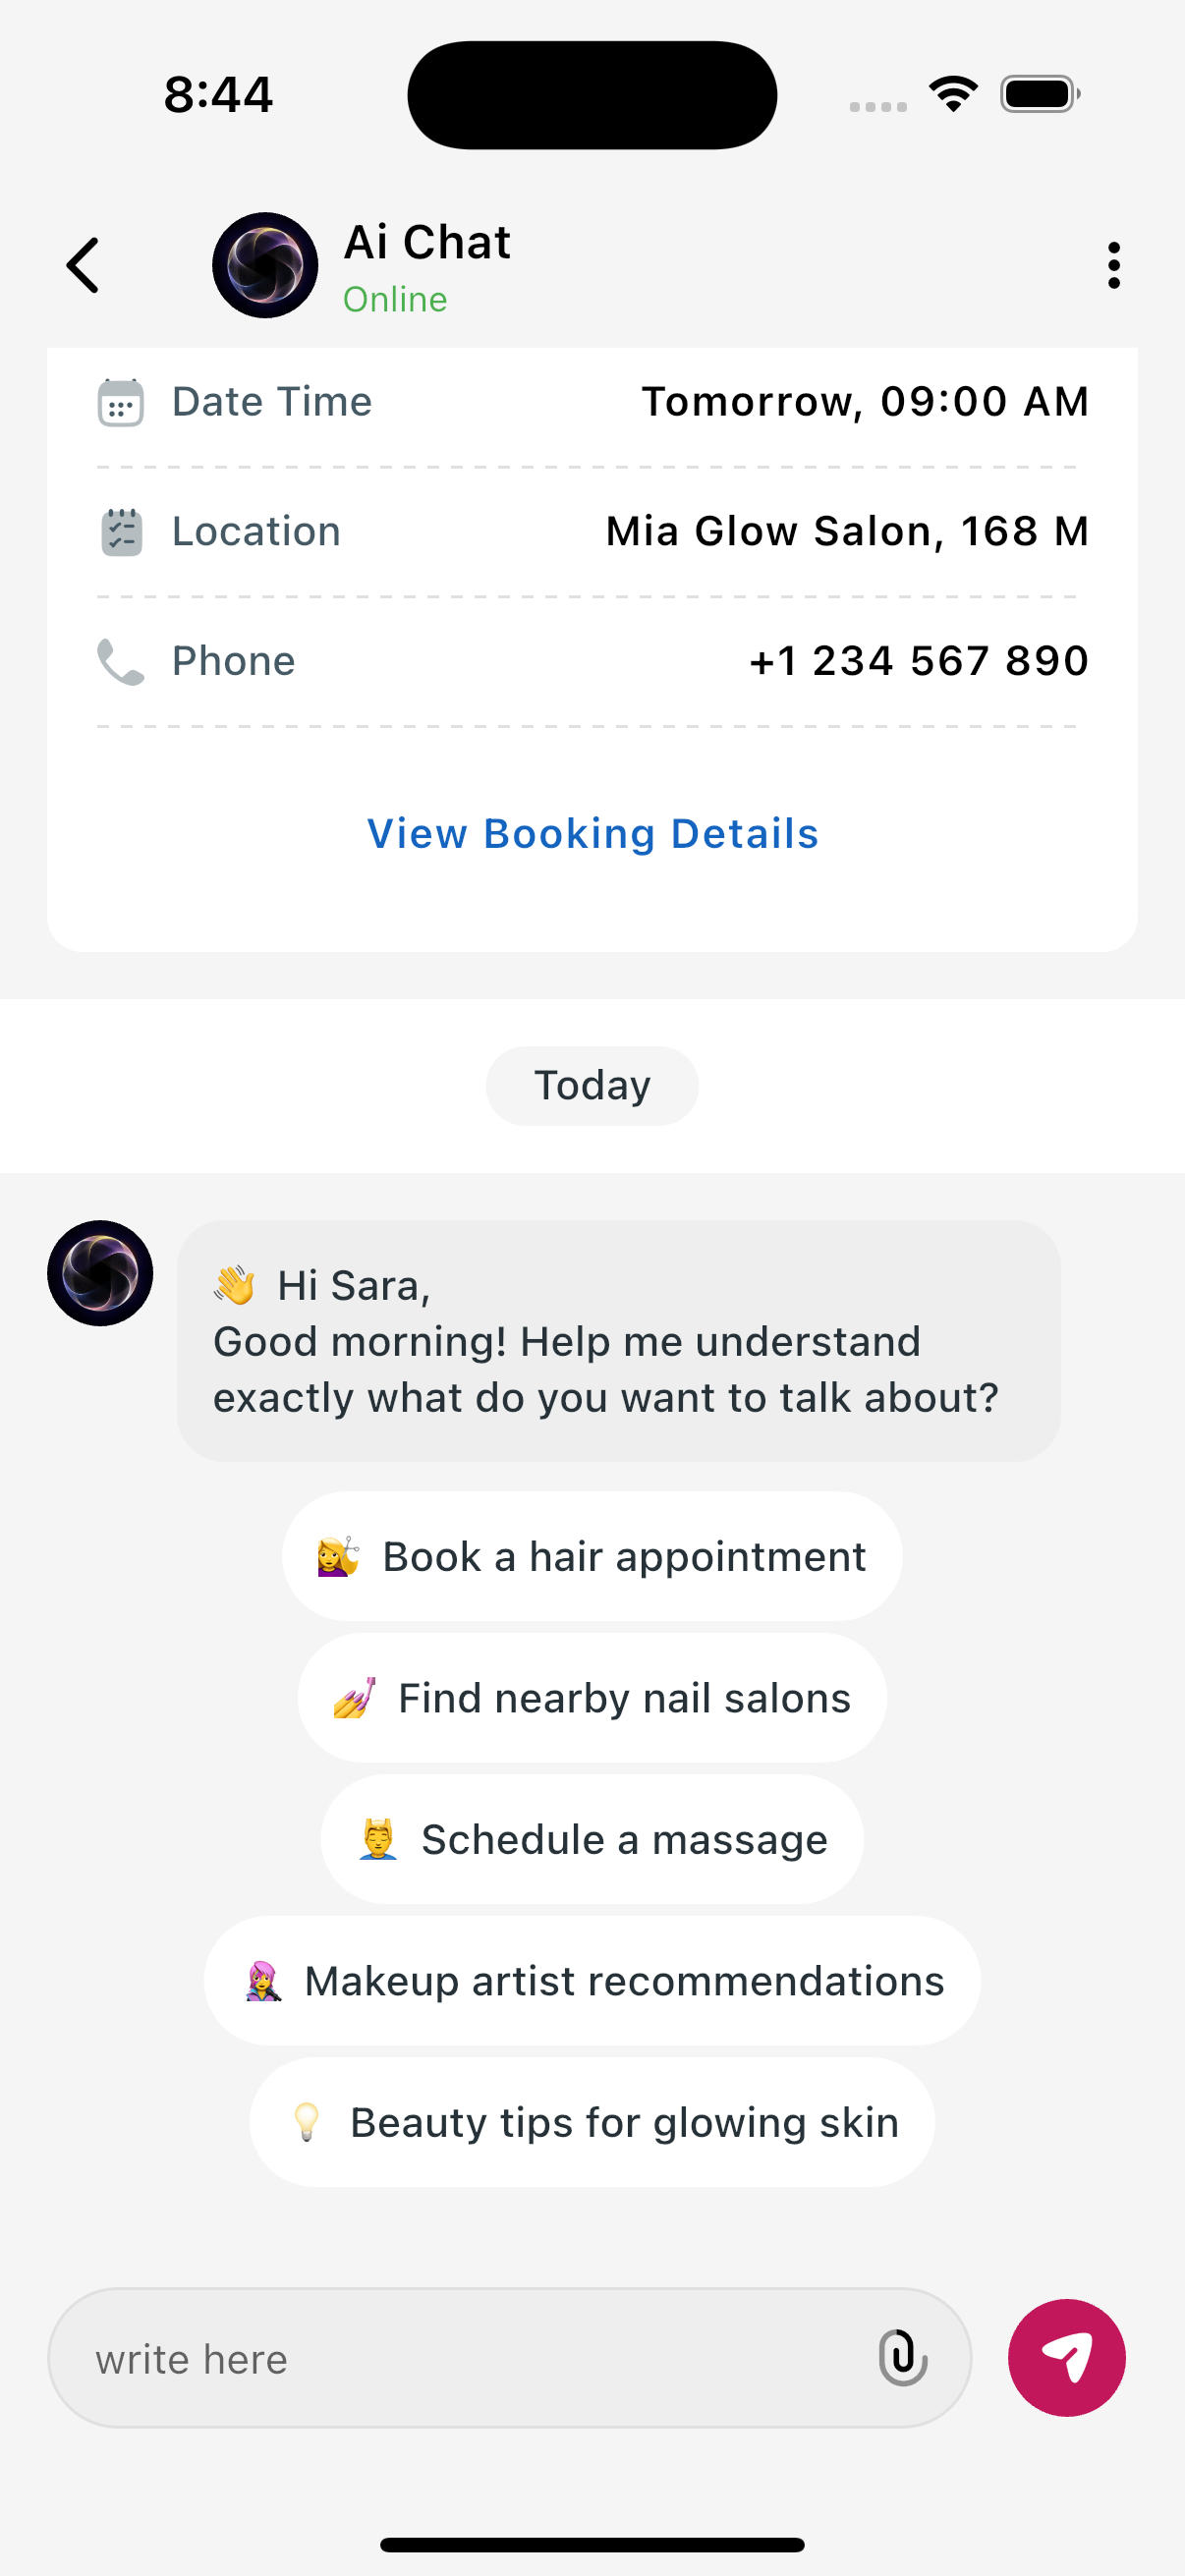 8:44
Ai Chat
Online
Date Time Tomorrow, 09:00 AM
Location Mia Glow Salon, 168 M
Phone +1 234 567 890
View Booking Details
Today
👋 Hi Sara,
Good morning! Help me understand
exactly what do you want to talk about?
💇‍♀️ Book a hair appointment
💅 Find nearby nail salons
💆‍♂️ Schedule a massage
👩‍🎤 Makeup artist recommendations
💡 Beauty tips for glowing skin
write here